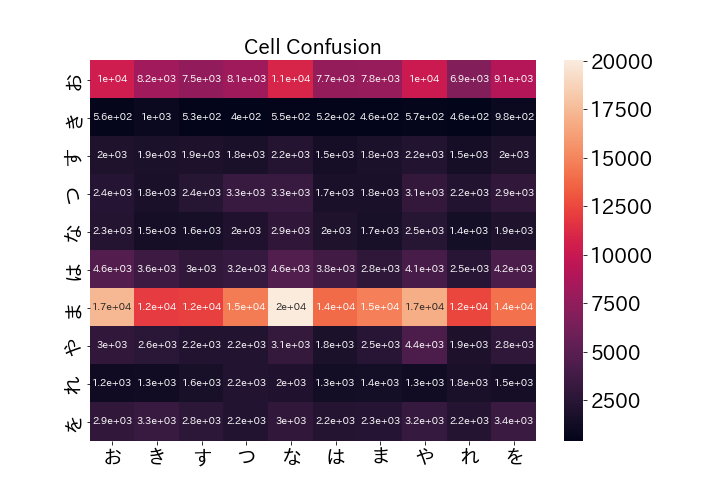 Cell Confusion
お 1e+04 8.2e+03 7.5e+03 8.1e+03 1.1e+04 7.7e+03 7.8e+03 1e+04 6.9e+03 9.1e+03
き 5.6e+02 1e+03 5.3e+02 4e+02 5.5e+02 5.2e+02 4.6e+02 5.7e+02 4.6e+02 9.8e+02
す 2e+03 1.9e+03 1.9e+03 1.8e+03 2.2e+03 1.5e+03 1.8e+03 2.2e+03 1.5e+03 2e+03
つ 2.4e+03 1.8e+03 2.4e+03 3.3e+03 3.3e+03 1.7e+03 1.8e+03 3.1e+03 2.2e+03 2.9e+03
な 2.3e+03 1.5e+03 1.6e+03 2e+03 2.9e+03 2e+03 1.7e+03 2.5e+03 1.4e+03 1.9e+03
は 4.6e+03 3.6e+03 3e+03 3.2e+03 4.6e+03 3.8e+03 2.8e+03 4.1e+03 2.5e+03 4.2e+03
ま 1.7e+04 1.2e+04 1.2e+04 1.5e+04 2e+04 1.4e+04 1.5e+04 1.7e+04 1.2e+04 1.4e+04
や 3e+03 2.6e+03 2.2e+03 2.2e+03 3.1e+03 1.8e+03 2.5e+03 4.4e+03 1.9e+03 2.8e+03
れ 1.2e+03 1.3e+03 1.6e+03 2.2e+03 2e+03 1.3e+03 1.4e+03 1.3e+03 1.8e+03 1.5e+03
を 2.9e+03 3.3e+03 2.8e+03 2.2e+03 3e+03 2.2e+03 2.3e+03 3.2e+03 2.2e+03 3.4e+03
お き す つ な は ま や れ を
20000
17500
15000
12500
10000
7500
5000
2500